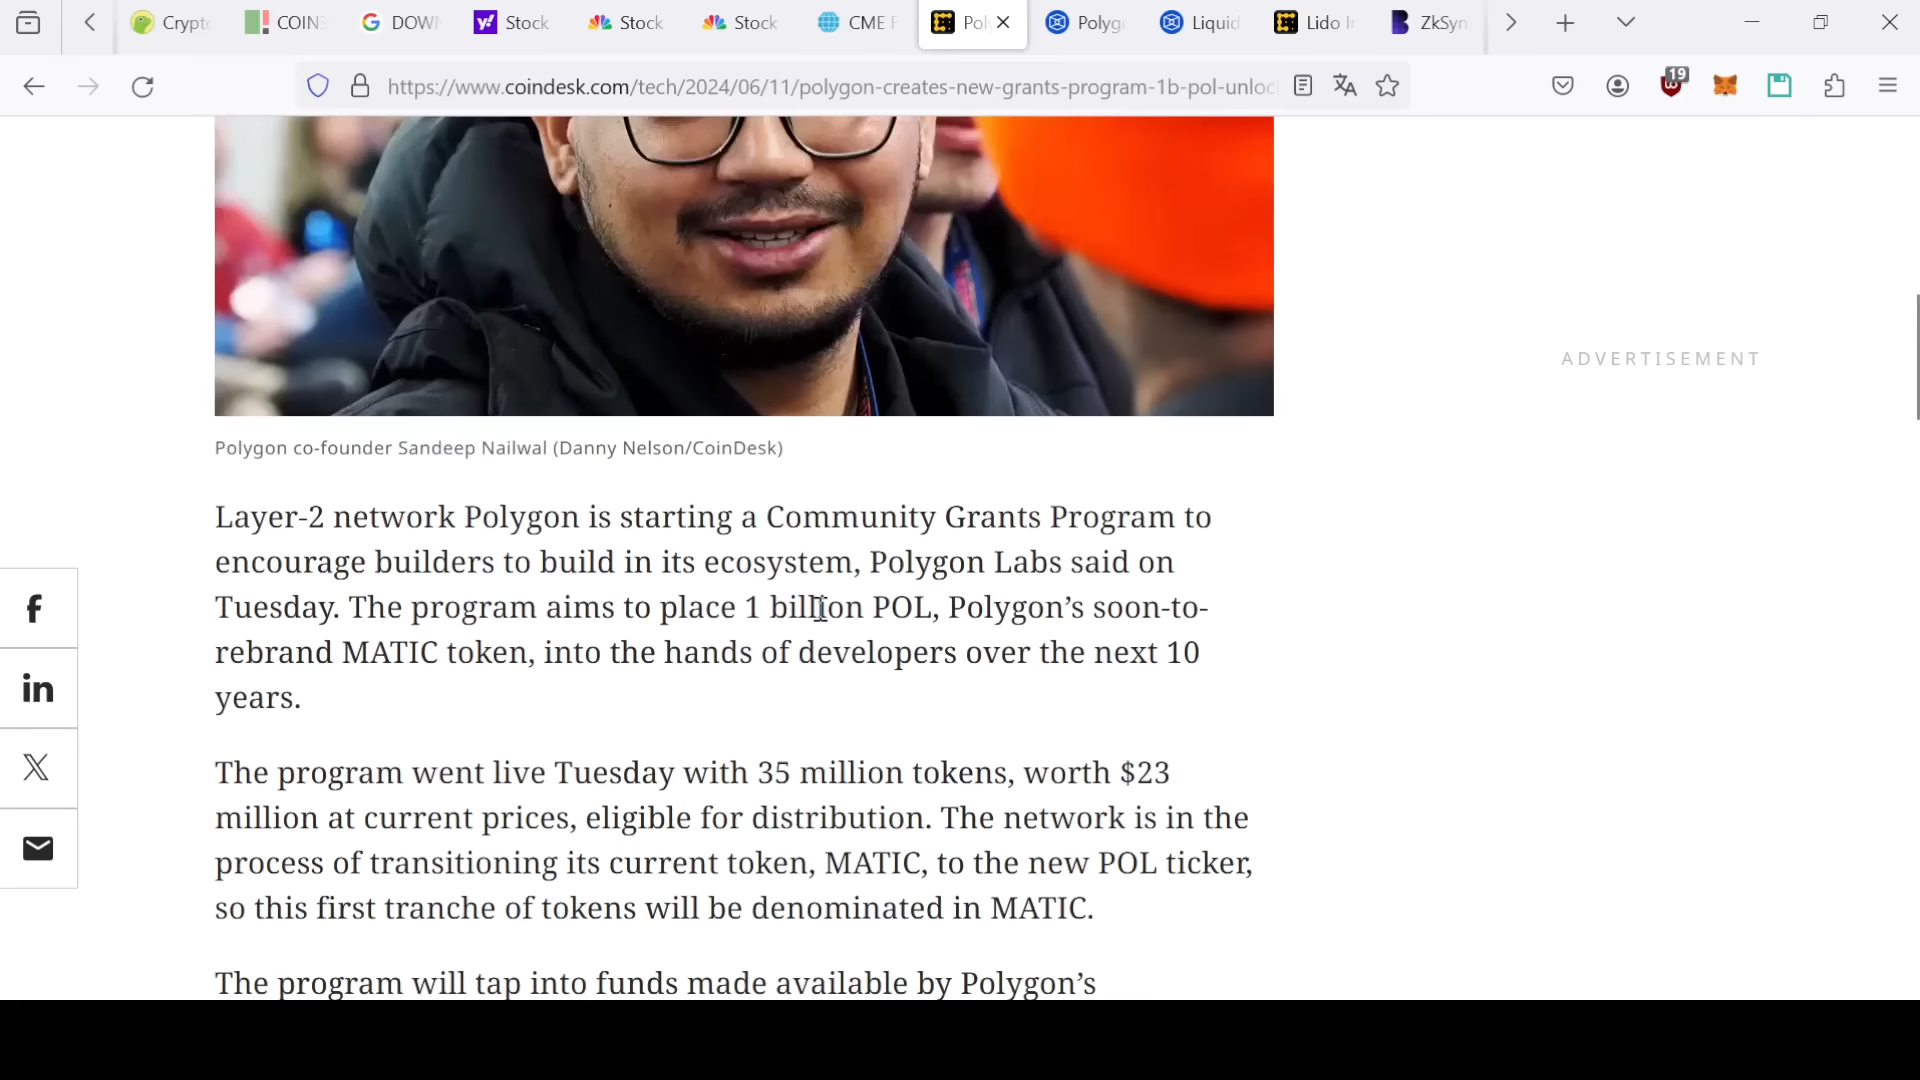 Crypto
COIN
DOW
Stock
Stock
Stock
CME F
Pol
Polyg
Liquid
Lido I
ZkSyn
https://www.coindesk.com/tech/2024/06/11/polygon-creates-new-grants-program-1b-pol-unloc
19
ADVERTISEMENT
Polygon co-founder Sandeep Nailwal (Danny Nelson/CoinDesk)
Layer-2 network Polygon is starting a Community Grants Program to
encourage builders to build in its ecosystem, Polygon Labs said on
Tuesday. The program aims to place 1 billion POL, Polygon’s soon-to-
rebrand MATIC token, into the hands of developers over the next 10
years.
The program went live Tuesday with 35 million tokens, worth $23
million at current prices, eligible for distribution. The network is in the
process of transitioning its current token, MATIC, to the new POL ticker,
so this first tranche of tokens will be denominated in MATIC.
The program will tap into funds made available by Polygon’s